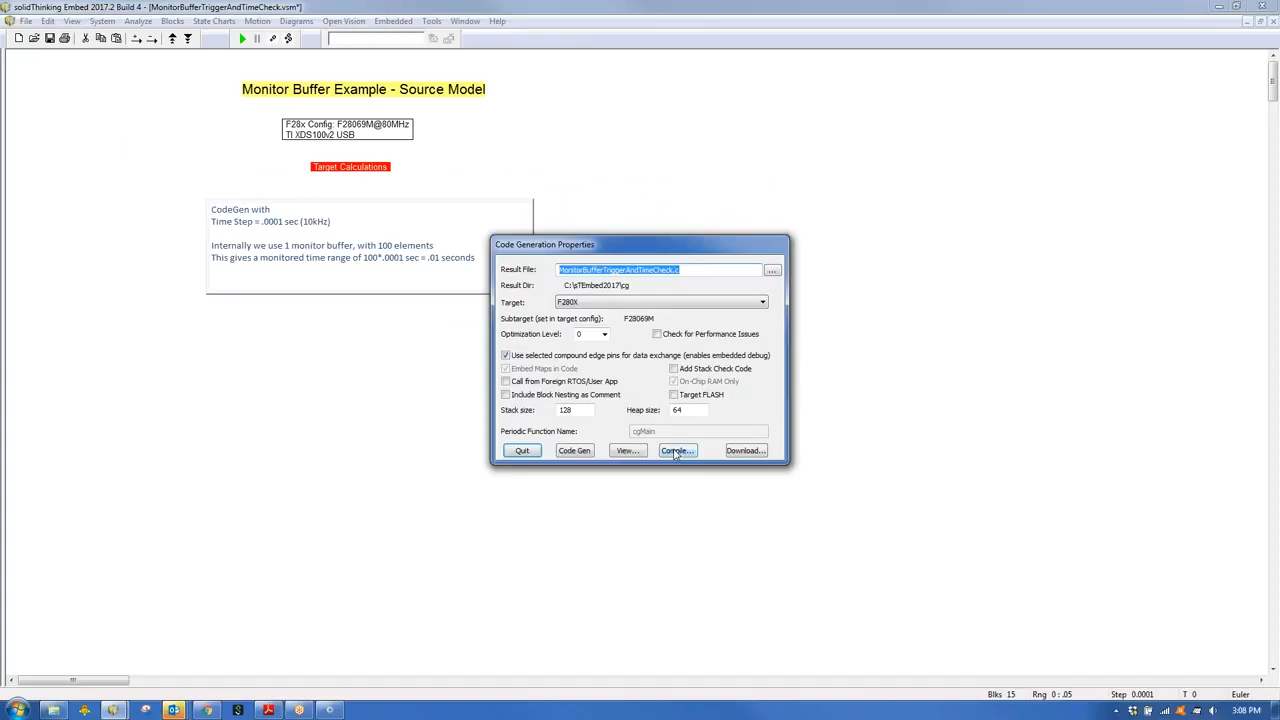 solidThinking Embed 2017.2 Build 4 - [MonitorBufferTriggerAndTimeCheck.vsm*]
File Edit View System Analyze Blocks State Charts Motion Diagrams Open Vision Embedded Tools Window Help
Monitor Buffer Example - Source Model
F28x Config: F28069M@80MHz
TI XDS100v2 USB
Target Calculations
CodeGen with
Time Step = .0001 sec (10kHz)
Internally we use 1 monitor buffer, with 100 elements
This gives a monitored time range of 100*.0001 sec = .01 seconds
Code Generation Properties
Result File: MonitorBufferTriggerAndTimeCheck.c ...
Result Dir: C:\sTEmbed2017\cg
Target: F280X
Subtarget (set in target config): F28069M
Optimization Level: 0 Check for Performance Issues
Use selected compound edge pins for data exchange (enables embedded debug)
Embed Maps in Code Add Stack Check Code
Call from Foreign RTOS/User App On-Chip RAM Only
Include Block Nesting as Comment Target FLASH
Stack size: 128 Heap size: 64
Periodic Function Name: cgMain
Quit Code Gen View... Compile... Download...
Blks 15 Rng 0 : .05 Step 0.0001 T 0 Euler
3:08 PM